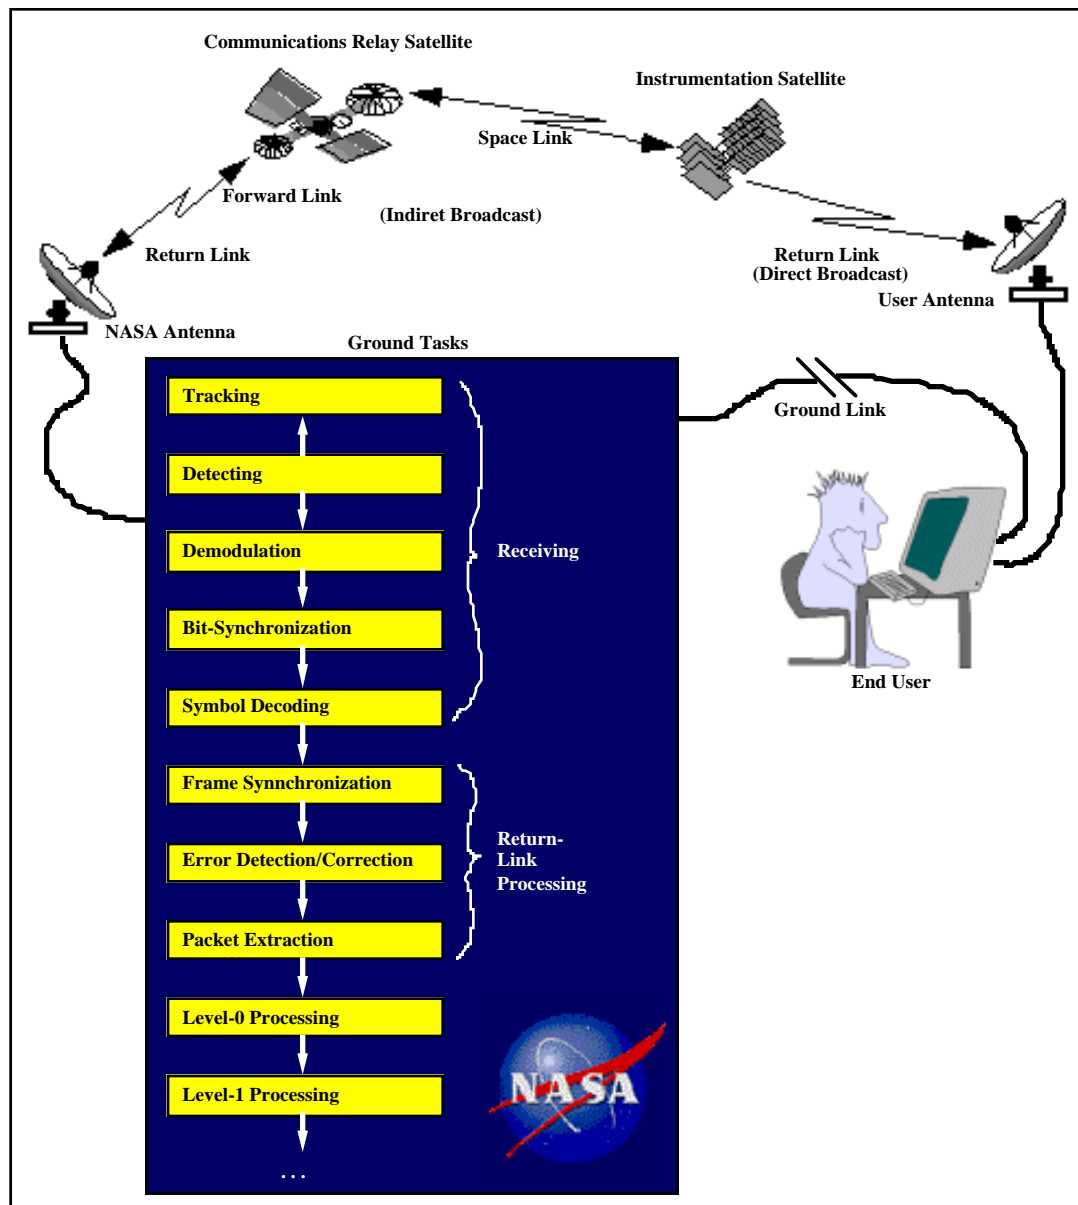 Communications Relay Satellite
Instrumentation Satellite
Space Link
Forward Link
(Indiret Broadcast)
Return Link
Return Link
(Direct Broadcast)
User Antenna
NASA Antenna
Ground Tasks
Tracking
Ground Link
Detecting
Demodulation
Receiving
Bit-Synchronization
End User
Symbol Decoding
Frame Synnchronization
Return-
Link
Processing
Error Detection/Correction
Packet Extraction
Level-0 Processing
Level-1 Processing
NASA
. . .